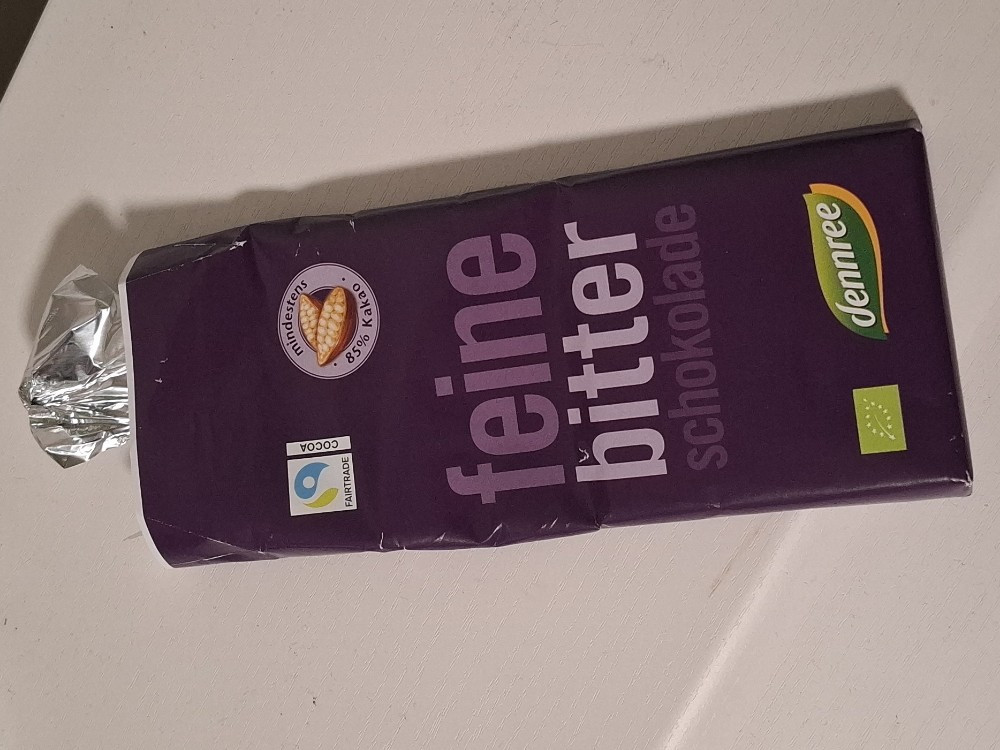 dennree
feine
bitter
schokolade
FAIRTRADE
COCOA
mindestens
85% Kakao